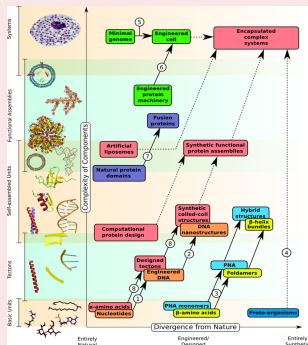 Systems
Functional Assemblies
Self-assembled Units
Tectons
Basic Units
Complexity of Components
5
Minimal
genome
Engineered
cell
Encapsulated
complex
systems
6
Engineered
protein
machinery
Fusion
proteins
Artificial
liposomes
Synthetic functional
protein assemblies
7
Natural protein
domains
Synthetic
coiled-coil
structures
Hybrid
structures
β-helix
bundles
DNA
nanostructures
Computational
protein design
8
2
4
Designed
tectons
PNA
Engineered
DNA
Foldamers
8
1
3
α-amino acids
PNA monomers
Nucleotides
β-amino acids
Proto-organisms
Divergence from Nature
Entirely
Natural
Engineered/
Designed
Entirely
Synthetic